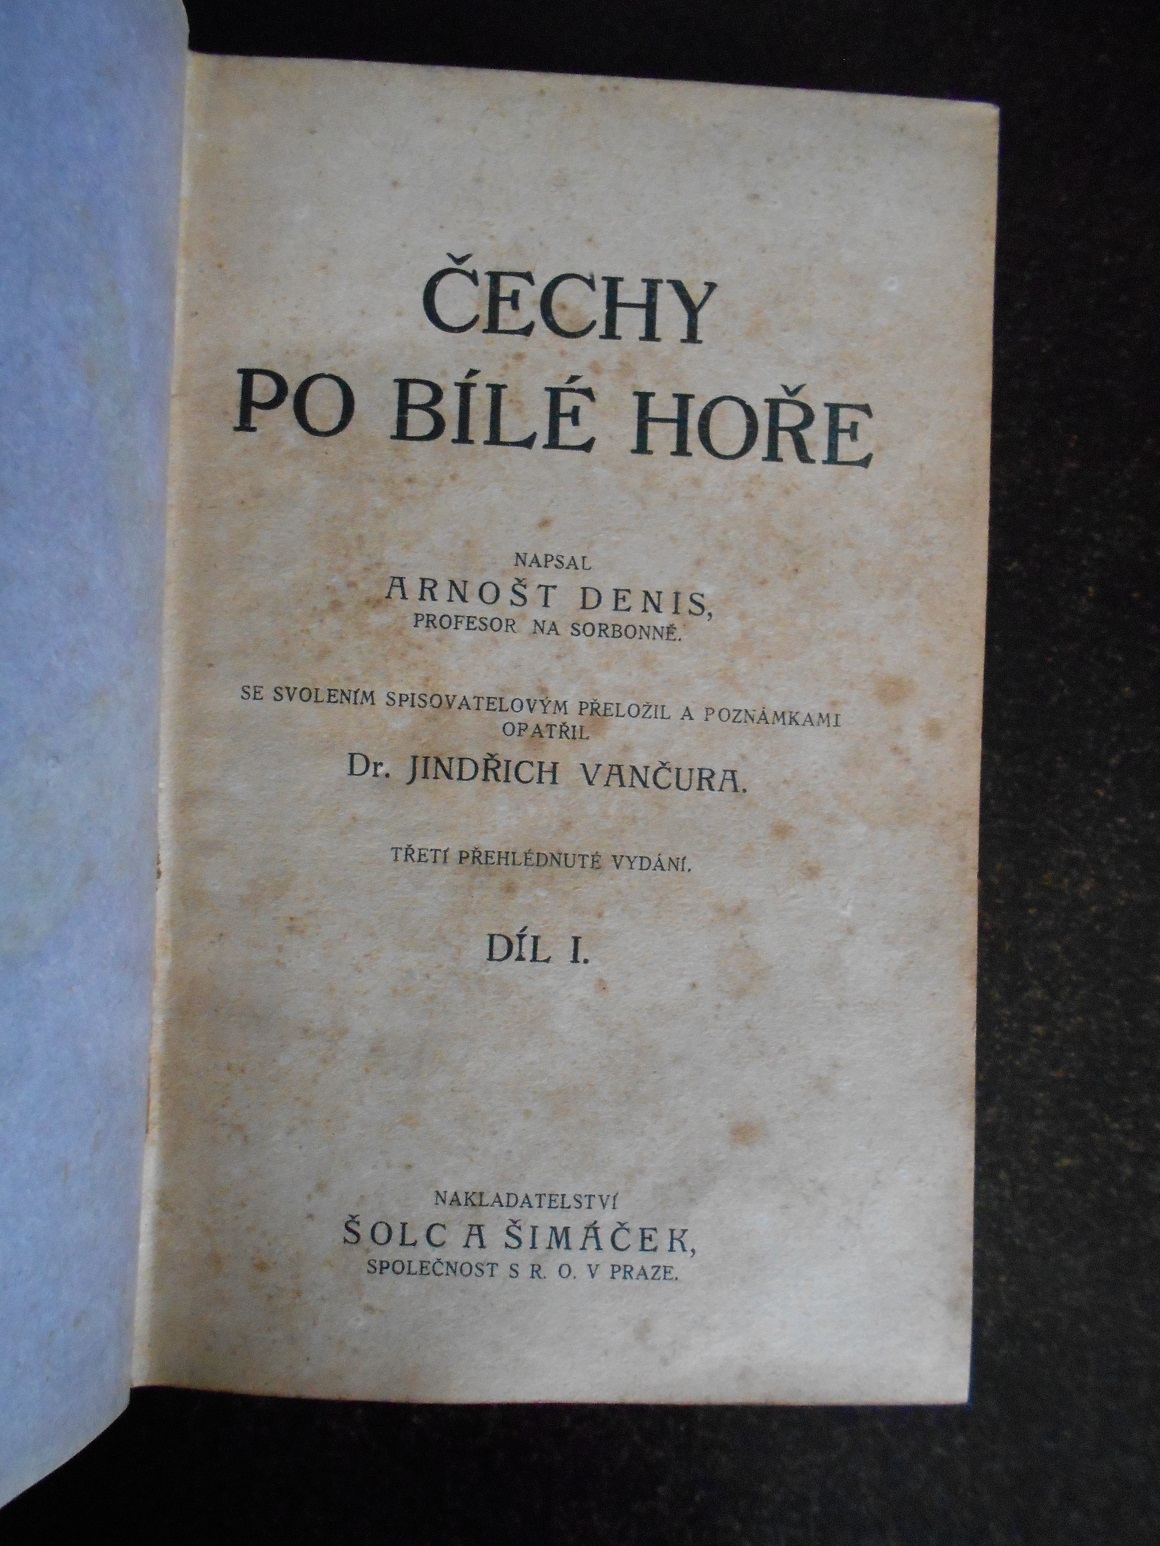 ČECHY
PO BÍLÉ HOŘE
NAPSAL
ARNOŠT DENIS,
PROFESOR NA SORBONNĚ.
SE SVOLENÍM SPISOVATELOVÝM PŘELOŽIL A POZNÁMKAMI
OPATŘIL
Dr. JINDŘICH VANČURA.
TŘETÍ PŘEHLÉDNUTÉ VYDÁNÍ.
DÍL I.
NAKLADATELSTVÍ
ŠOLC A ŠIMÁČEK,
SPOLEČNOST S R. O. V PRAZE.